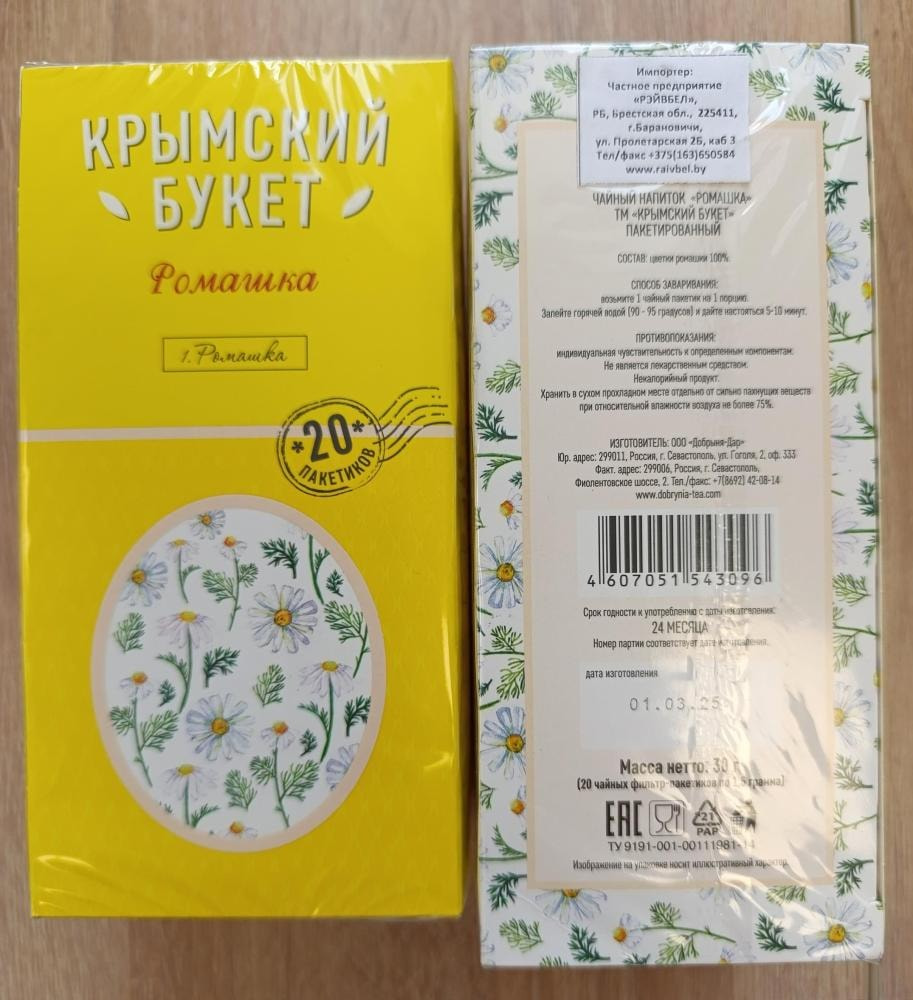 КРЫМСКИЙ
БУКЕТ
Ромашка
1. Ромашка
*20*
ПАКЕТИКОВ
Импортер:
Частное предприятие
«РЭЙВБЕЛ»,
РБ, Брестская обл., 225411,
г.Барановичи,
ул. Пролетарская 2Б, каб 3
Тел/факс +375(163)650584
www.raivbel.by
ЧАЙНЫЙ НАПИТОК «РОМАШКА»
ТМ «КРЫМСКИЙ БУКЕТ»
ПАКЕТИРОВАННЫЙ
СОСТАВ: цветки ромашки 100%.
СПОСОБ ЗАВАРИВАНИЯ:
возьмите 1 чайный пакетик на 1 порцию.
Залейте горячей водой (90 - 95 градусов) и дайте настояться 5-10 минут.
ПРОТИВОПОКАЗАНИЯ:
индивидуальная чувствительность к определенным компонентам.
Не является лекарственным средством.
Некалорийный продукт.
Хранить в сухом прохладном месте отдельно от сильно пахнущих веществ
при относительной влажности воздуха не более 75%.
ИЗГОТОВИТЕЛЬ: ООО «Добрыня-Дар»
Юр. адрес: 299011, Россия, г. Севастополь, ул. Гоголя, 2, оф. 333
Факт. адрес: 299006, Россия, г. Севастополь,
Фиолентовское шоссе, 2. Тел./факс: +7(8692) 42-08-14
www.dobrynia-tea.com
4 607051 543096
Срок годности к употреблению с даты изготовления:
24 МЕСЯЦА
Номер партии соответствует дате изготовления.
дата изготовления
01.03.25
Масса нетто: 30 г
(20 чайных фильтр-пакетиков по 1,5 грамма)
EAC
21
PAP
ТУ 9191-001-00111981-14
Изображение на упаковке носит иллюстративный характер.